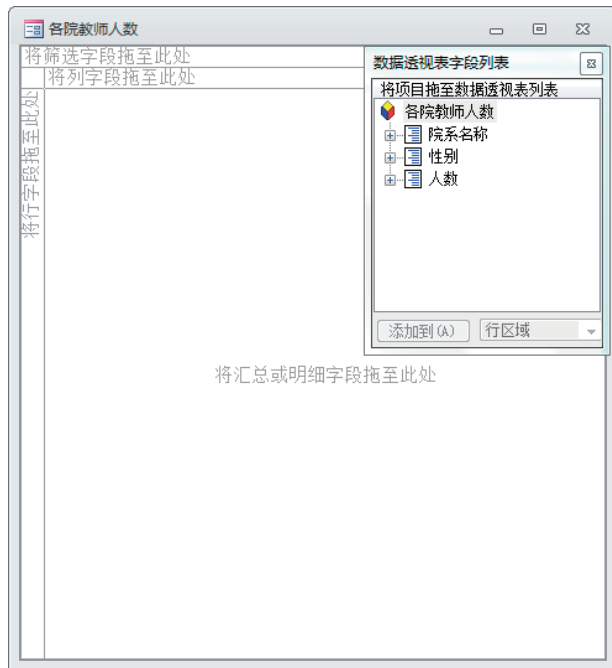 各院教师人数
将筛选字段拖至此处
将列字段拖至此处
将行字段拖至此处
数据透视表字段列表
将项目拖至数据透视表列表
各院教师人数
院系名称
性别
人数
添加到(A)
行区域
将汇总或明细字段拖至此处